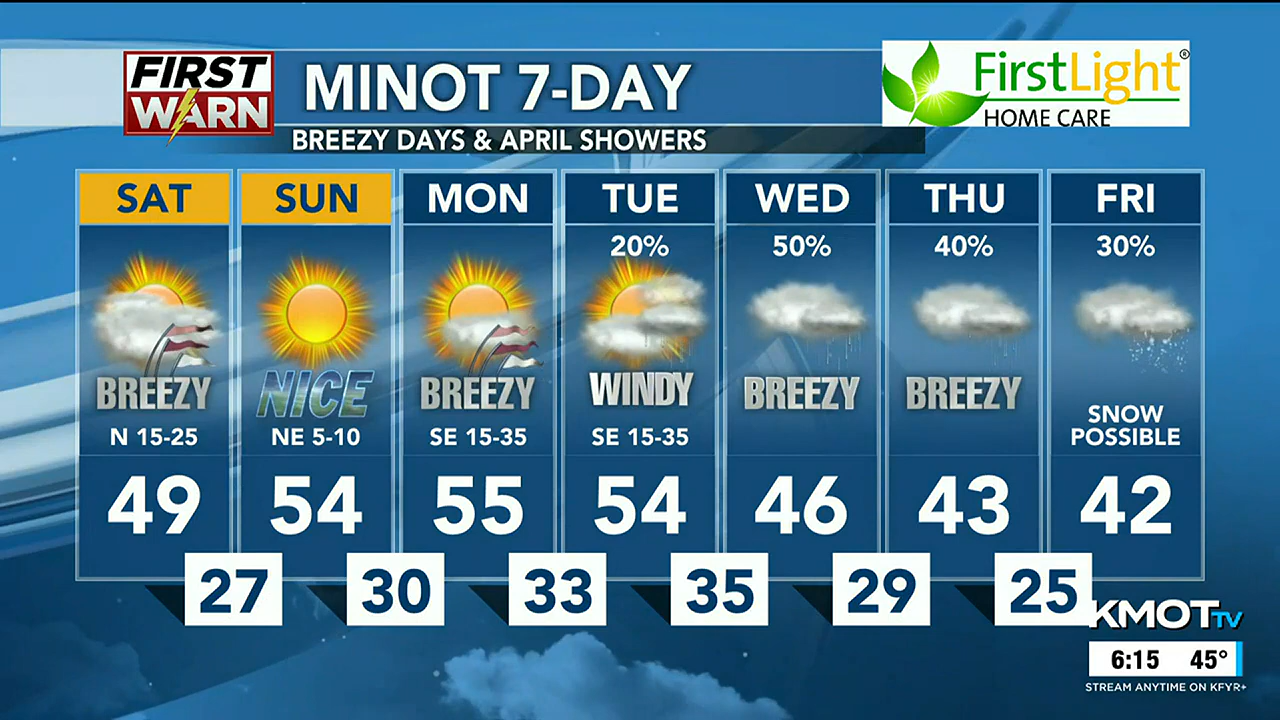 FIRST
WARN
MINOT 7-DAY
BREEZY DAYS & APRIL SHOWERS
FirstLight®
HOME CARE
SAT SUN MON TUE WED THU FRI
20% 50% 40% 30%
BREEZY NICE BREEZY WINDY BREEZY BREEZY
SNOW
POSSIBLE
N 15-25 NE 5-10 SE 15-35 SE 15-35
49 54 55 54 46 43 42
27 30 33 35 29 25
KMOT TV
6:15 45°
STREAM ANYTIME ON KFYR+